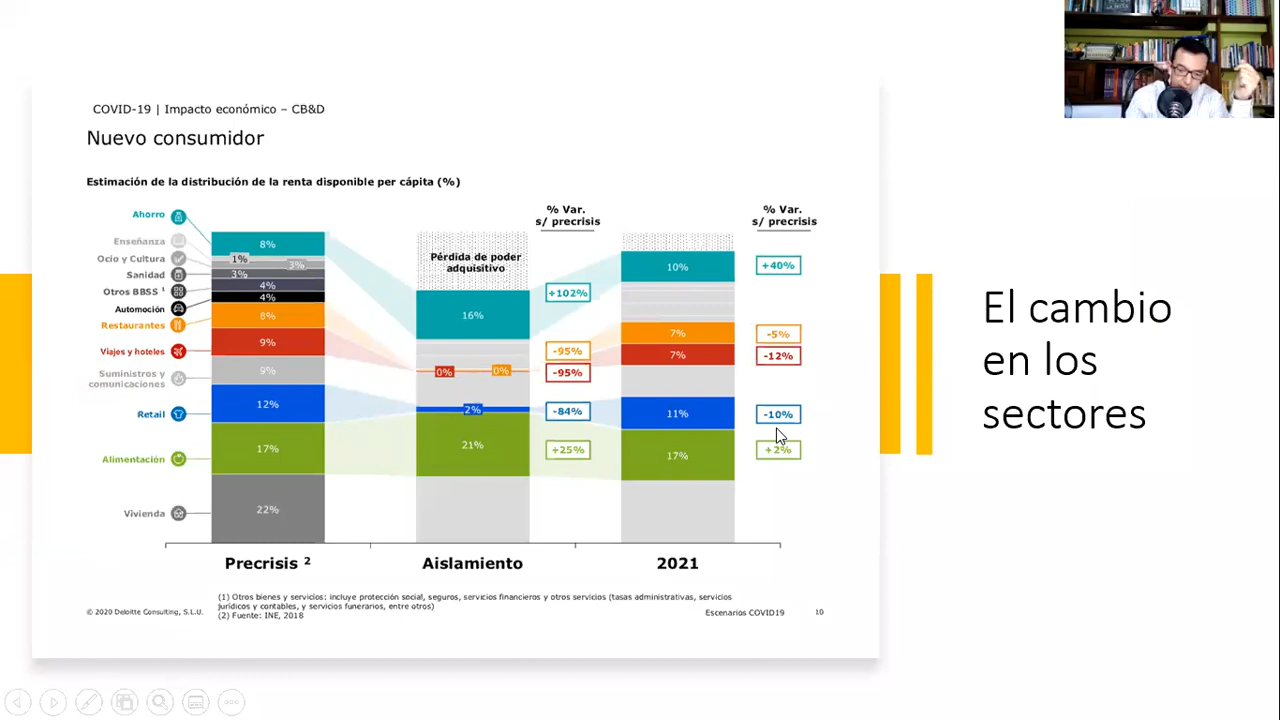 COVID-19 | Impacto económico – CB&D
Nuevo consumidor
Estimación de la distribución de la renta disponible per cápita (%)
% Var.
s/ precrisis
% Var.
s/ precrisis
Ahorro
Enseñanza
Ocio y Cultura
Sanidad
Otros BBSS ¹
Automoción
Restaurantes
Viajes y hoteles
Suministros y
comunicaciones
Retail
Alimentación
Vivienda
8%
1%
3%
3%
4%
4%
8%
9%
9%
12%
17%
22%
Pérdida de poder
adquisitivo
16%
0%
0%
2%
21%
+102%
-95%
-95%
-84%
+25%
10%
7%
7%
11%
17%
+40%
-5%
-12%
-10%
+2%
Precrisis ²
Aislamiento
2021
(1) Otros bienes y servicios: incluye protección social, seguros, servicios financieros y otros servicios (tasas administrativas, servicios
jurídicos y contables, y servicios funerarios, entre otros)
(2) Fuente: INE, 2018
© 2020 Deloitte Consulting, S.L.U.
Escenarios COVID19
10
El cambio
en los
sectores